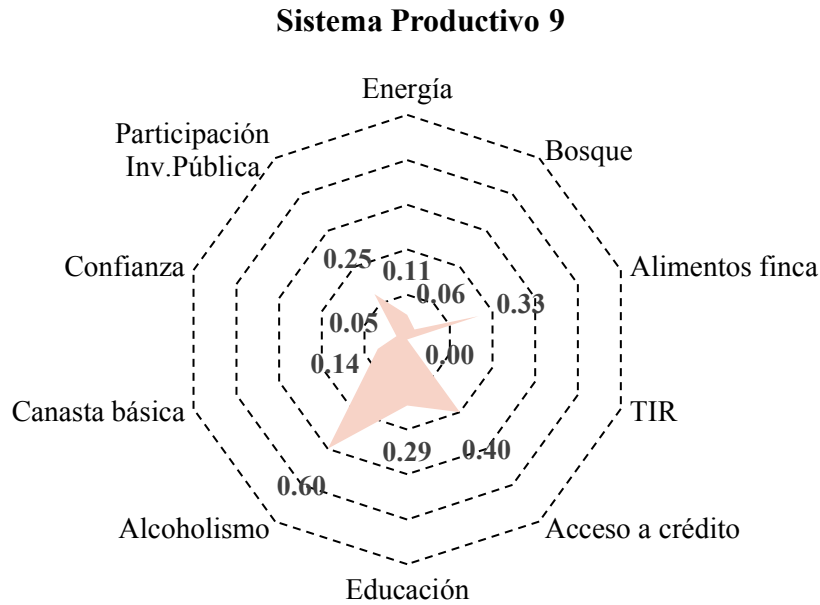 Sistema Productivo 9
Energía
Participación
Inv.Pública
Bosque
Confianza
Alimentos finca
0.25
0.11
0.06
0.33
0.05
0.00
0.14
Canasta básica
TIR
0.29
0.40
0.60
Alcoholismo
Acceso a crédito
Educación